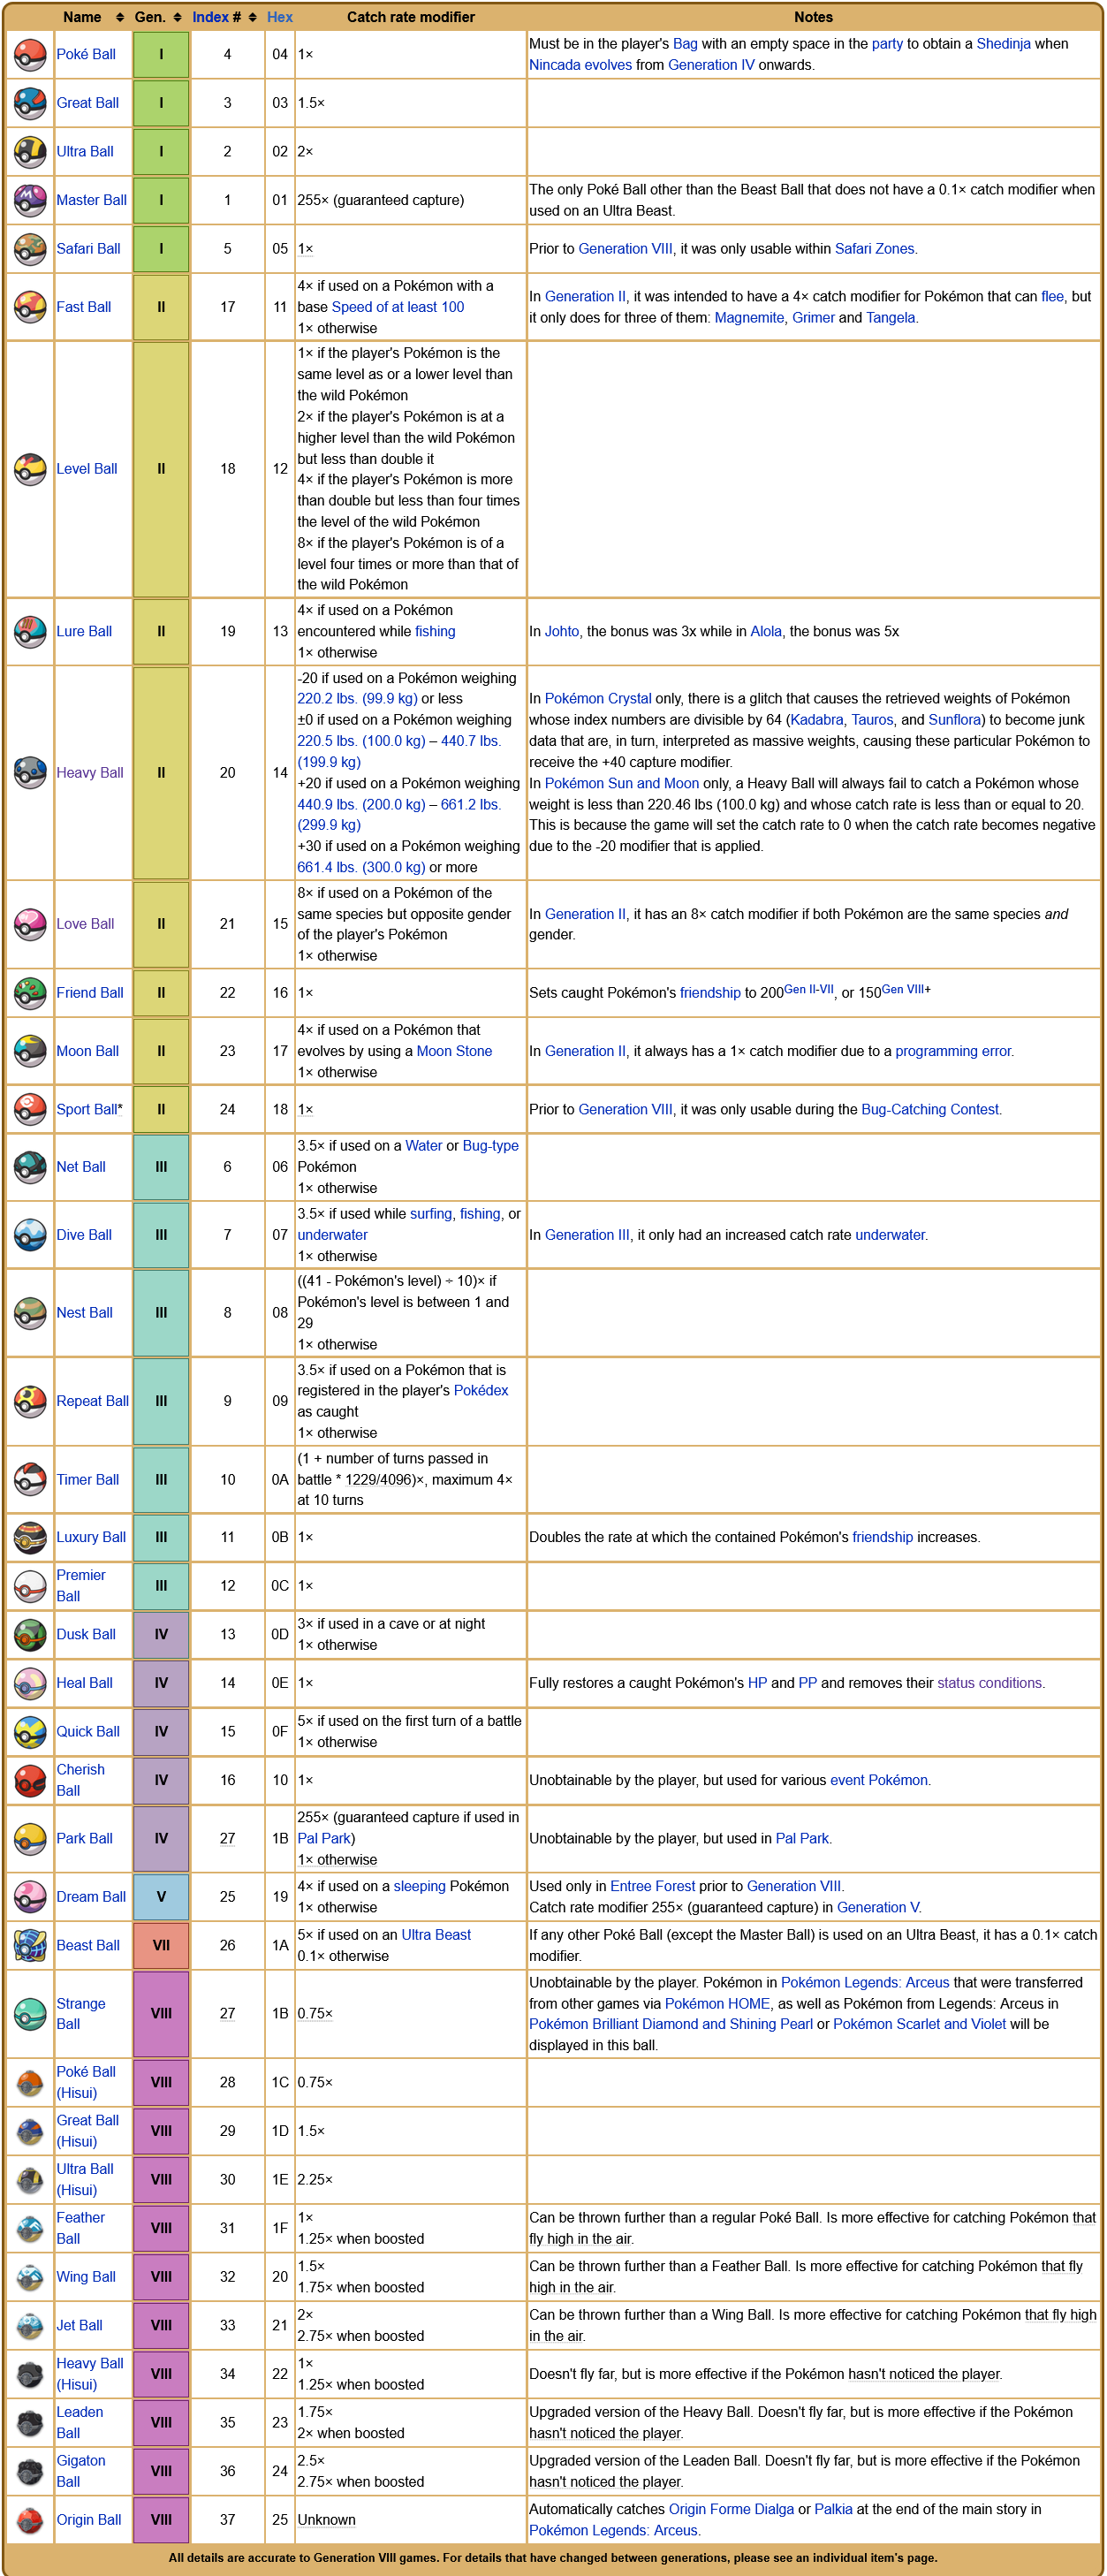 Name Gen. Index # Hex Catch rate modifier Notes
Poké Ball I 4 04 1× Must be in the player's Bag with an empty space in the party to obtain a Shedinja when
Nincada evolves from Generation IV onwards.
Great Ball I 3 03 1.5×
Ultra Ball I 2 02 2×
Master Ball I 1 01 255× (guaranteed capture) The only Poké Ball other than the Beast Ball that does not have a 0.1× catch modifier when
used on an Ultra Beast.
Safari Ball I 5 05 1× Prior to Generation VIII, it was only usable within Safari Zones.
Fast Ball II 17 11 4× if used on a Pokémon with a
base Speed of at least 100
1× otherwise
In Generation II, it was intended to have a 4× catch modifier for Pokémon that can flee, but
it only does for three of them: Magnemite, Grimer and Tangela.
Level Ball II 18 12 1× if the player's Pokémon is the
same level as or a lower level than
the wild Pokémon
2× if the player's Pokémon is at a
higher level than the wild Pokémon
but less than double it
4× if the player's Pokémon is more
than double but less than four times
the level of the wild Pokémon
8× if the player's Pokémon is of a
level four times or more than that of
the wild Pokémon
Lure Ball II 19 13 4× if used on a Pokémon
encountered while fishing
1× otherwise
In Johto, the bonus was 3x while in Alola, the bonus was 5x
Heavy Ball II 20 14 -20 if used on a Pokémon weighing
220.2 lbs. (99.9 kg) or less
±0 if used on a Pokémon weighing
220.5 lbs. (100.0 kg) – 440.7 lbs.
(199.9 kg)
+20 if used on a Pokémon weighing
440.9 lbs. (200.0 kg) – 661.2 lbs.
(299.9 kg)
+30 if used on a Pokémon weighing
661.4 lbs. (300.0 kg) or more
In Pokémon Crystal only, there is a glitch that causes the retrieved weights of Pokémon
whose index numbers are divisible by 64 (Kadabra, Tauros, and Sunflora) to become junk
data that are, in turn, interpreted as massive weights, causing these particular Pokémon to
receive the +40 capture modifier.
In Pokémon Sun and Moon only, a Heavy Ball will always fail to catch a Pokémon whose
weight is less than 220.46 lbs (100.0 kg) and whose catch rate is less than or equal to 20.
This is because the game will set the catch rate to 0 when the catch rate becomes negative
due to the -20 modifier that is applied.
Love Ball II 21 15 8× if used on a Pokémon of the
same species but opposite gender
of the player's Pokémon
1× otherwise
In Generation II, it has an 8× catch modifier if both Pokémon are the same species and
gender.
Friend Ball II 22 16 1× Sets caught Pokémon's friendship to 200Gen II-VII, or 150Gen VIII+
Moon Ball II 23 17 4× if used on a Pokémon that
evolves by using a Moon Stone
1× otherwise
In Generation II, it always has a 1× catch modifier due to a programming error.
Sport Ball* II 24 18 1× Prior to Generation VIII, it was only usable during the Bug-Catching Contest.
Net Ball III 6 06 3.5× if used on a Water or Bug-type
Pokémon
1× otherwise
Dive Ball III 7 07 3.5× if used while surfing, fishing, or
underwater
1× otherwise
In Generation III, it only had an increased catch rate underwater.
Nest Ball III 8 08 ((41 - Pokémon's level) ÷ 10)× if
Pokémon's level is between 1 and
29
1× otherwise
Repeat Ball III 9 09 3.5× if used on a Pokémon that is
registered in the player's Pokédex
as caught
1× otherwise
Timer Ball III 10 0A (1 + number of turns passed in
battle * 1229/4096)×, maximum 4×
at 10 turns
Luxury Ball III 11 0B 1× Doubles the rate at which the contained Pokémon's friendship increases.
Premier
Ball III 12 0C 1×
Dusk Ball IV 13 0D 3× if used in a cave or at night
1× otherwise
Heal Ball IV 14 0E 1× Fully restores a caught Pokémon's HP and PP and removes their status conditions.
Quick Ball IV 15 0F 5× if used on the first turn of a battle
1× otherwise
Cherish
Ball IV 16 10 1× Unobtainable by the player, but used for various event Pokémon.
Park Ball IV 27 1B 255× (guaranteed capture if used in
Pal Park)
1× otherwise
Unobtainable by the player, but used in Pal Park.
Dream Ball V 25 19 4× if used on a sleeping Pokémon
1× otherwise
Used only in Entree Forest prior to Generation VIII.
Catch rate modifier 255× (guaranteed capture) in Generation V.
Beast Ball VII 26 1A 5× if used on an Ultra Beast
0.1× otherwise
If any other Poké Ball (except the Master Ball) is used on an Ultra Beast, it has a 0.1× catch
modifier.
Strange
Ball VIII 27 1B 0.75×
Unobtainable by the player. Pokémon in Pokémon Legends: Arceus that were transferred
from other games via Pokémon HOME, as well as Pokémon from Legends: Arceus in
Pokémon Brilliant Diamond and Shining Pearl or Pokémon Scarlet and Violet will be
displayed in this ball.
Poké Ball
(Hisui) VIII 28 1C 0.75×
Great Ball
(Hisui) VIII 29 1D 1.5×
Ultra Ball
(Hisui) VIII 30 1E 2.25×
Feather
Ball VIII 31 1F 1×
1.25× when boosted
Can be thrown further than a regular Poké Ball. Is more effective for catching Pokémon that
fly high in the air.
Wing Ball VIII 32 20 1.5×
1.75× when boosted
Can be thrown further than a Feather Ball. Is more effective for catching Pokémon that fly
high in the air.
Jet Ball VIII 33 21 2×
2.75× when boosted
Can be thrown further than a Wing Ball. Is more effective for catching Pokémon that fly high
in the air.
Heavy Ball
(Hisui) VIII 34 22 1×
1.25× when boosted
Doesn't fly far, but is more effective if the Pokémon hasn't noticed the player.
Leaden
Ball VIII 35 23 1.75×
2× when boosted
Upgraded version of the Heavy Ball. Doesn't fly far, but is more effective if the Pokémon
hasn't noticed the player.
Gigaton
Ball VIII 36 24 2.5×
2.75× when boosted
Upgraded version of the Leaden Ball. Doesn't fly far, but is more effective if the Pokémon
hasn't noticed the player.
Origin Ball VIII 37 25 Unknown
Automatically catches Origin Forme Dialga or Palkia at the end of the main story in
Pokémon Legends: Arceus.
All details are accurate to Generation VIII games. For details that have changed between generations, please see an individual item's page.